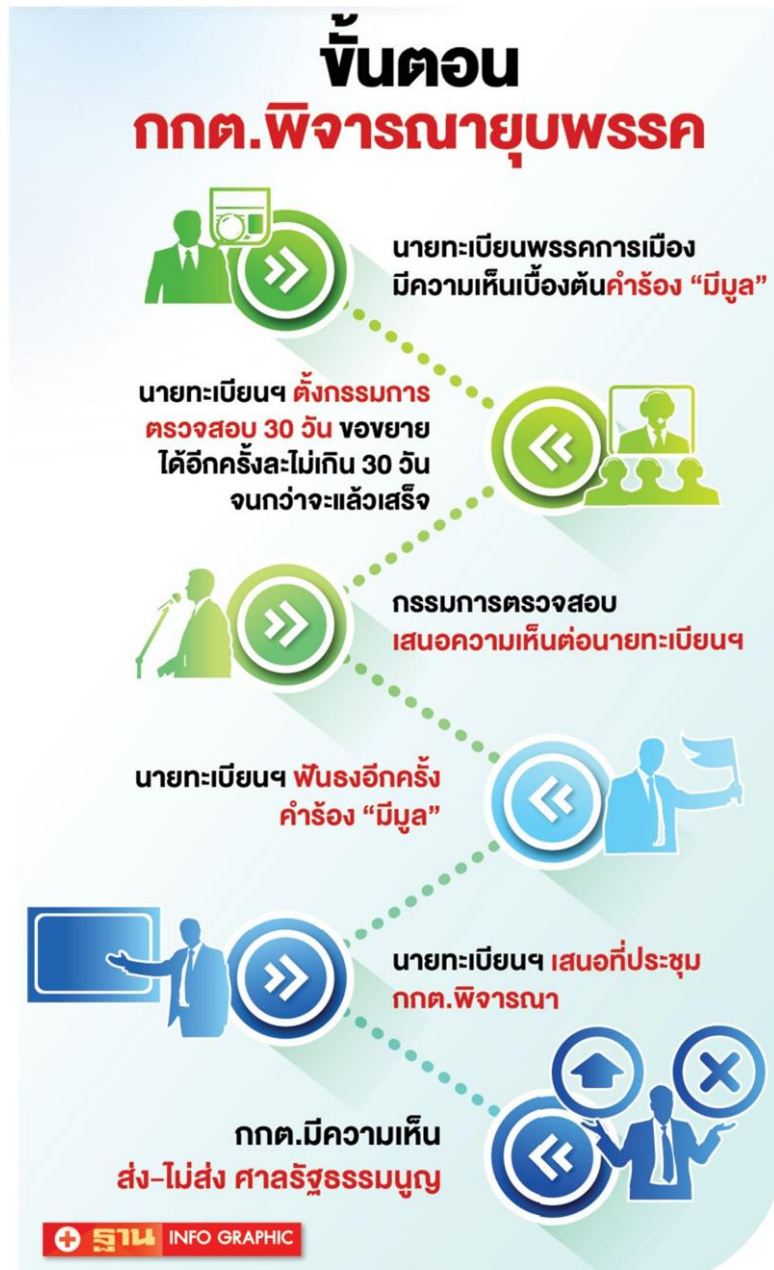 ขั้นตอน
กกต.พิจารณายุบพรรค
นายทะเบียนพรรคการเมือง
มีความเห็นเบื้องต้นคำร้อง “มีมูล”
นายทะเบียนฯ ตั้งกรรมการ
ตรวจสอบ 30 วัน ขอขยาย
ได้อีกครั้งละไม่เกิน 30 วัน
จนกว่าจะแล้วเสร็จ
กรรมการตรวจสอบ
เสนอความเห็นต่อนายทะเบียนฯ
นายทะเบียนฯ ฟันธงอีกครั้ง
คำร้อง “มีมูล”
นายทะเบียนฯ เสนอที่ประชุม
กกต.พิจารณา
กกต.มีความเห็น
ส่ง-ไม่ส่ง ศาลรัฐธรรมนูญ
ฐาน INFO GRAPHIC